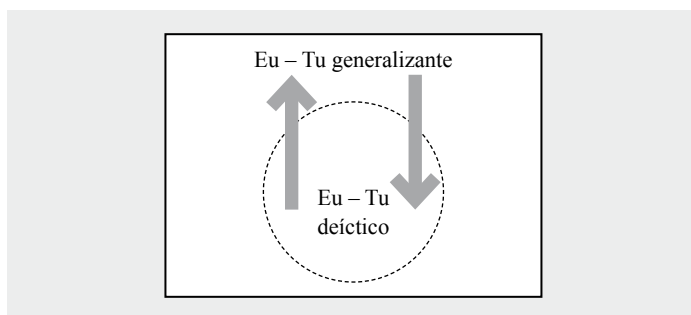 Eu – Tu generalizante
Eu – Tu
deíctico